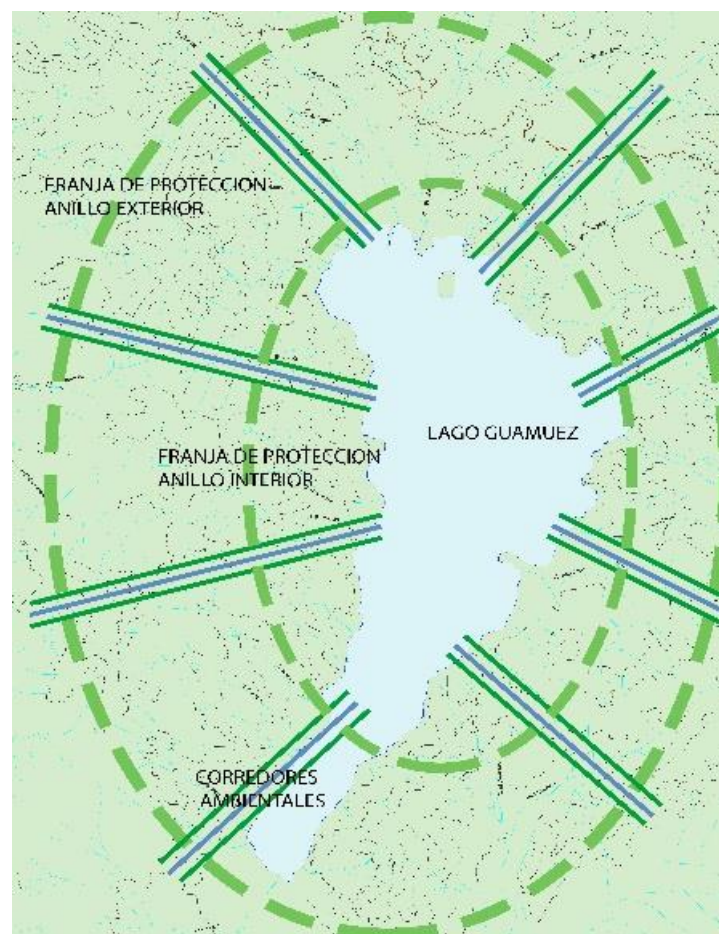 FRANJA DE PROTECCION
ANILLO EXTERIOR
LAGO GUAMUEZ
FRANJA DE PROTECCION
ANILLO INTERIOR
CORREDORES
AMBIENTALES